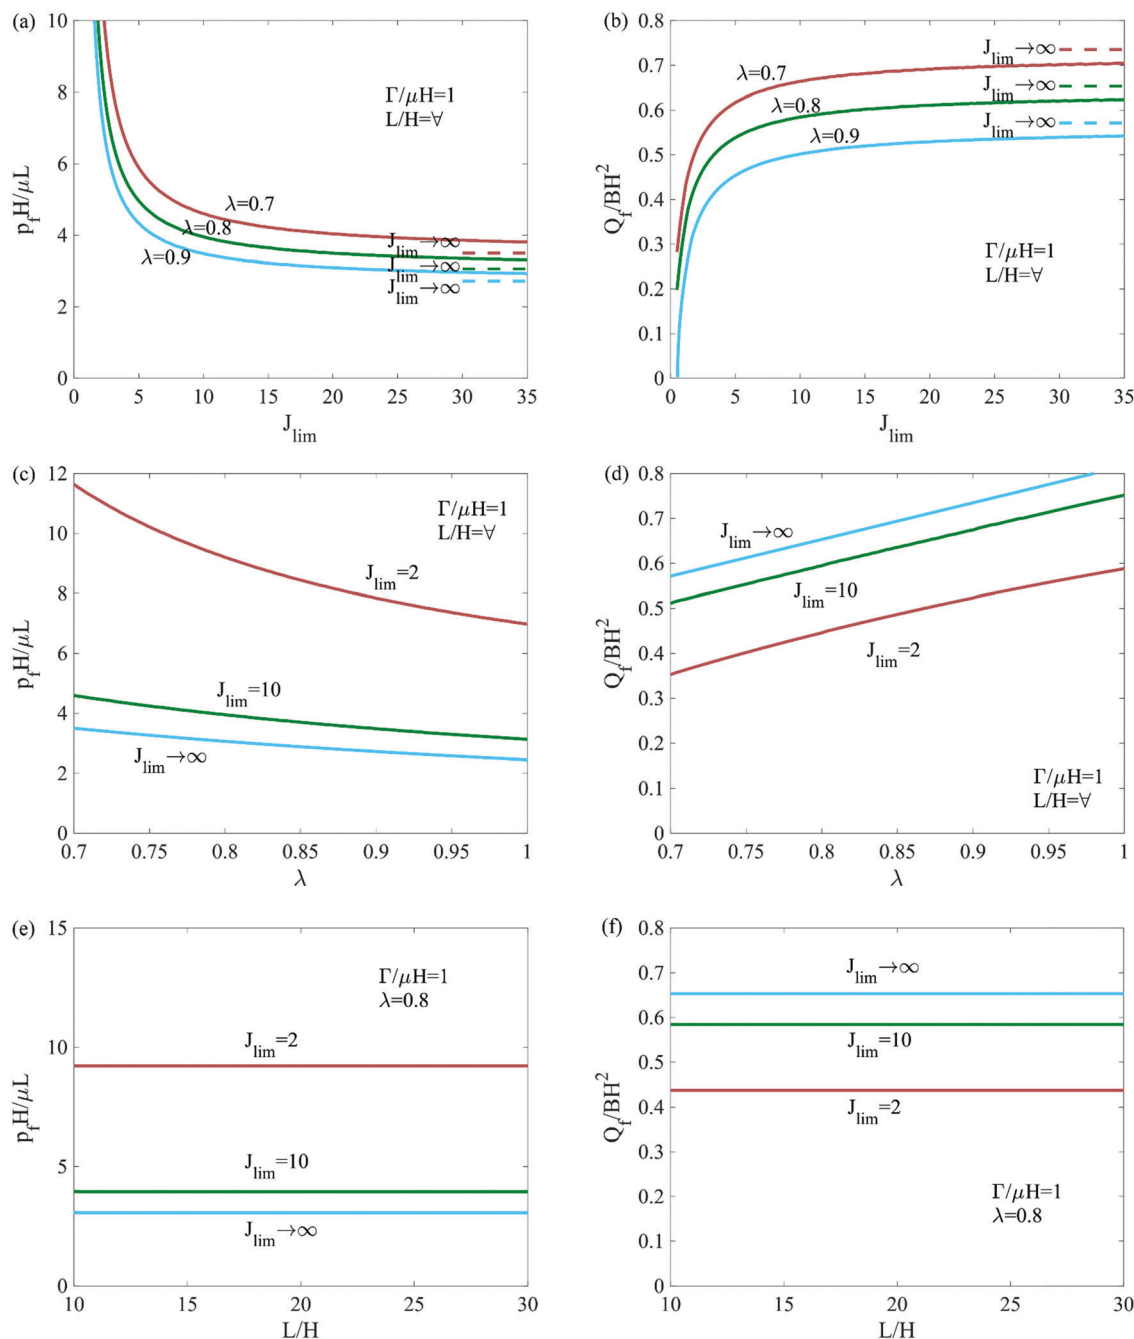 (a)
10
8
6
4
2
0
p_f H/μL
Γ/μH=1
L/H=∀
λ=0.7
λ=0.8
λ=0.9
J_lim→∞
J_lim→∞
J_lim→∞
0 5 10 15 20 25 30 35
J_lim
(b)
0.8
0.7
0.6
0.5
0.4
0.3
0.2
0.1
0
Q_f/BH²
J_lim→∞
J_lim→∞
J_lim→∞
λ=0.7
λ=0.8
λ=0.9
Γ/μH=1
L/H=∀
0 5 10 15 20 25 30 35
J_lim
(c)
12
10
8
6
4
2
0
p_f H/μL
Γ/μH=1
L/H=∀
J_lim=2
J_lim=10
J_lim→∞
0.7 0.75 0.8 0.85 0.9 0.95 1
λ
(d)
0.8
0.7
0.6
0.5
0.4
0.3
0.2
0.1
0
Q_f/BH²
J_lim→∞
J_lim=10
J_lim=2
Γ/μH=1
L/H=∀
0.7 0.75 0.8 0.85 0.9 0.95 1
λ
(e)
15
10
5
0
p_f H/μL
Γ/μH=1
λ=0.8
J_lim=2
J_lim=10
J_lim→∞
10 15 20 25 30
L/H
(f)
0.8
0.7
0.6
0.5
0.4
0.3
0.2
0.1
0
Q_f/BH²
J_lim→∞
J_lim=10
J_lim=2
Γ/μH=1
λ=0.8
10 15 20 25 30
L/H